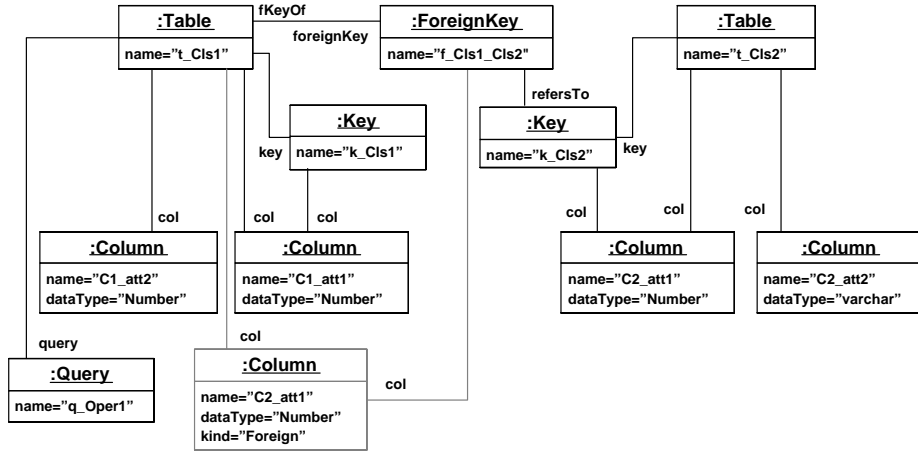 :Table
name="t_Cls1”
fKeyOf
foreignKey
:ForeignKey
name="f_Cls1_Cls2"
:Table
name="t_Cls2”
refersTo
:Key
name="k_Cls1”
key
:Key
name="k_Cls2”
key
col
col
col
col
col
col
:Column
name="C1_att2”
dataType="Number”
:Column
name="C1_att1”
dataType="Number”
:Column
name="C2_att1”
dataType="Number”
:Column
name="C2_att2”
dataType="varchar”
query
:Query
name="q_Oper1”
col
:Column
name="C2_att1”
dataType="Number”
kind="Foreign”
col